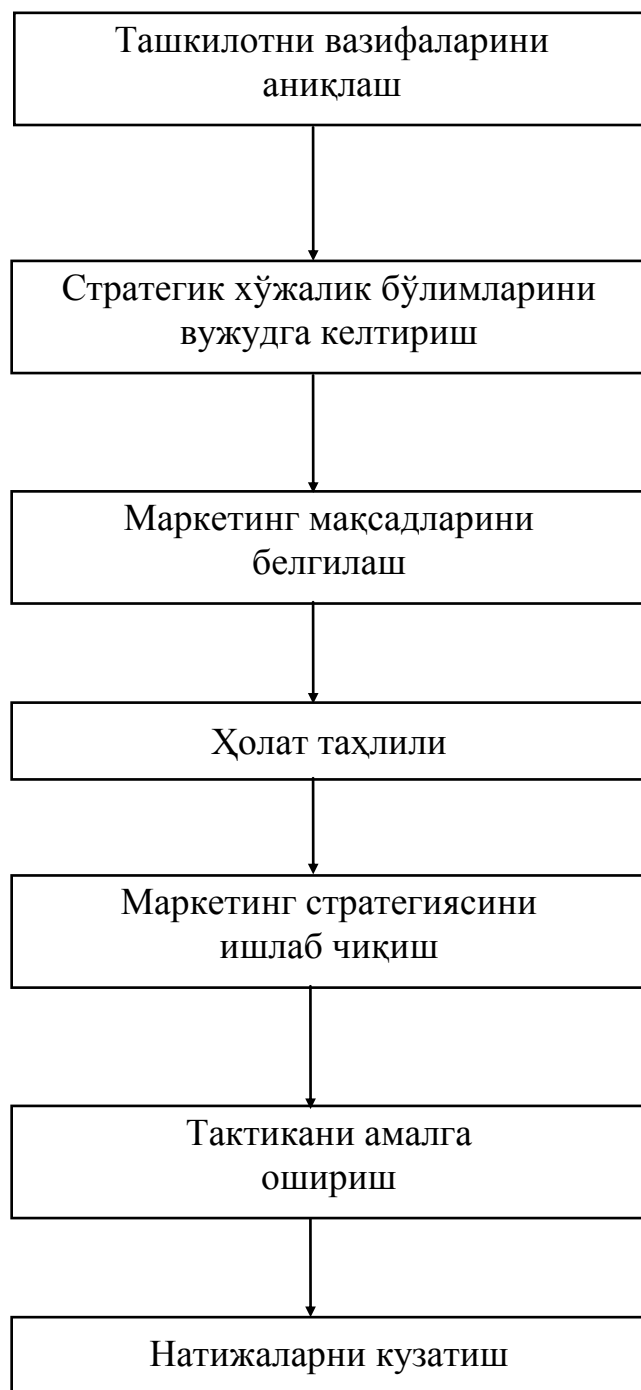 Ташкилотни вазифаларини
аниқлаш
Стратегик хўжалик бўлимларини
вужудга келтириш
Маркетинг мақсадларини
белгилаш
Ҳолат таҳлили
Маркетинг стратегиясини
ишлаб чиқиш
Тактикани амалга
ошириш
Натижаларни кузатиш